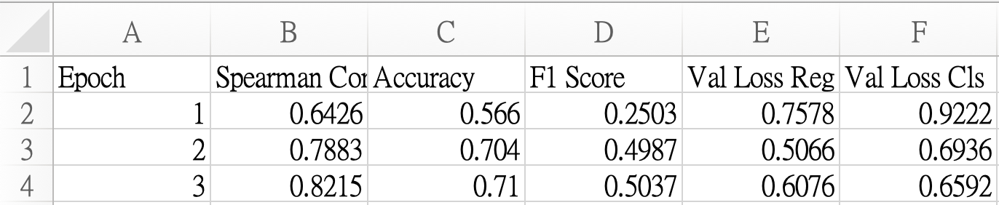 A B C D E F
1 Epoch Spearman Cor Accuracy F1 Score Val Loss Reg Val Loss Cls
2 1 0.6426 0.566 0.2503 0.7578 0.9222
3 2 0.7883 0.704 0.4987 0.5066 0.6936
4 3 0.8215 0.71 0.5037 0.6076 0.6592